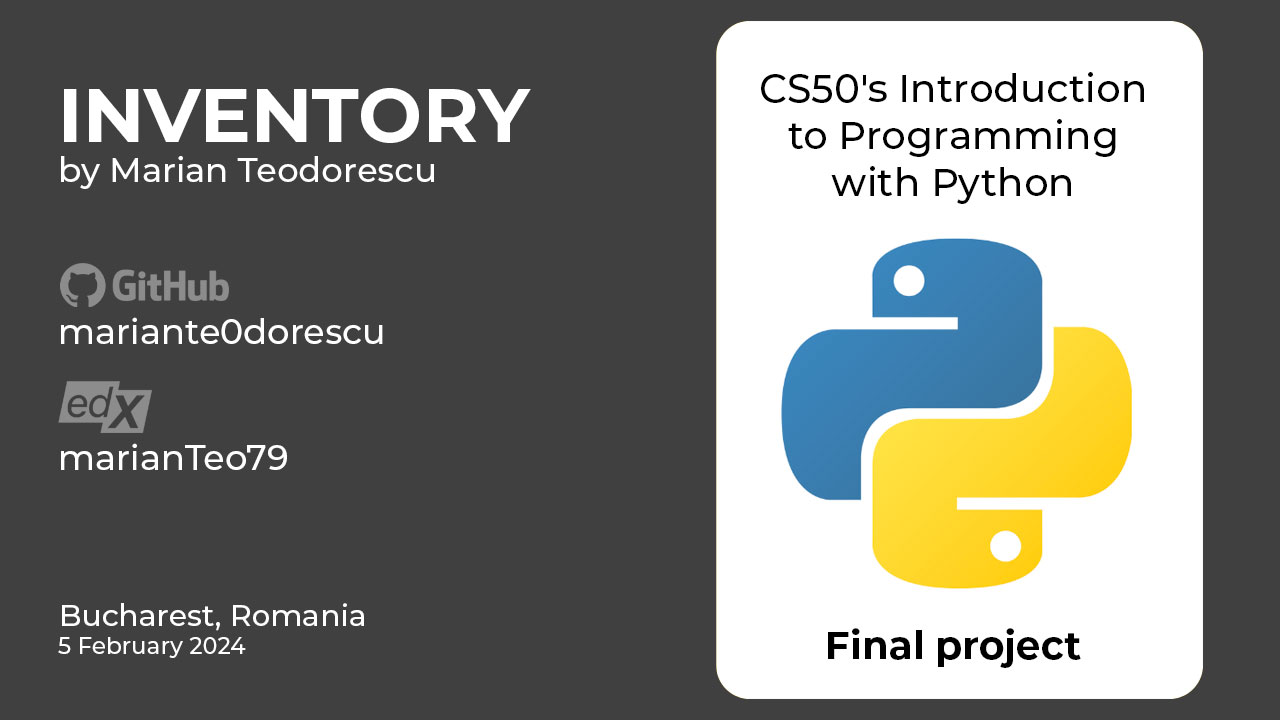 INVENTORY
by Marian Teodorescu
GitHub
mariante0dorescu
edX
marianTeo79
Bucharest, Romania
5 February 2024
CS50's Introduction
to Programming
with Python
Final project